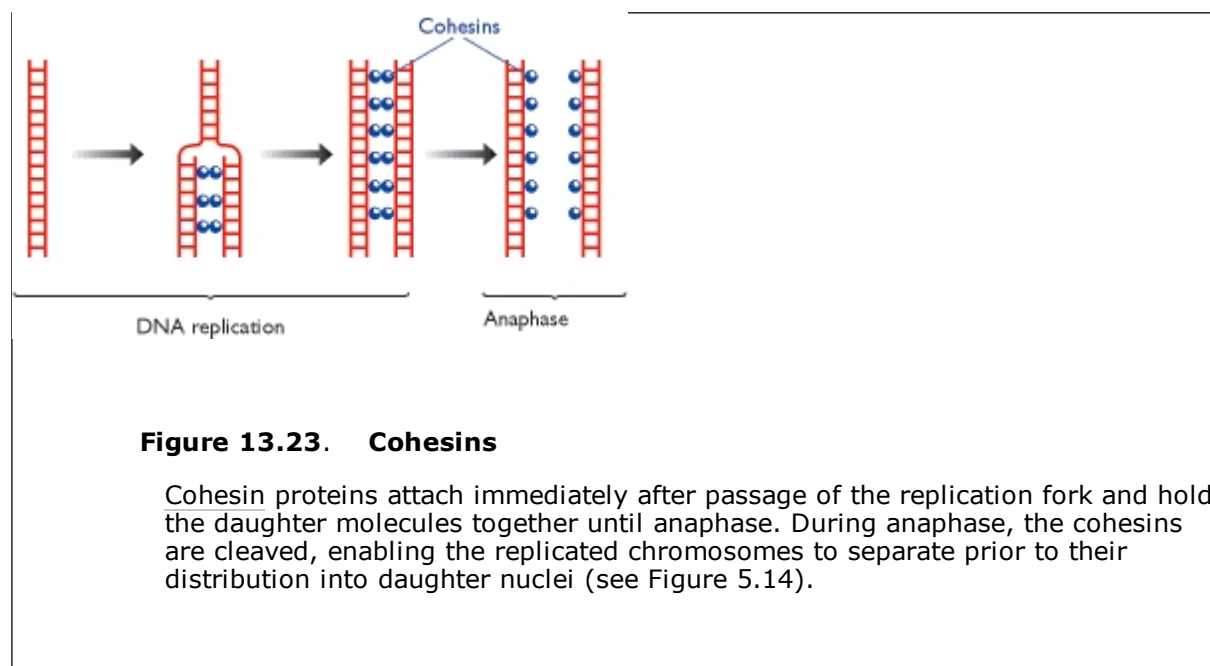 Cohesins
DNA replication
Anaphase
Figure 13.23. Cohesins
Cohesin proteins attach immediately after passage of the replication fork and hold
the daughter molecules together until anaphase. During anaphase, the cohesins
are cleaved, enabling the replicated chromosomes to separate prior to their
distribution into daughter nuclei (see Figure 5.14).